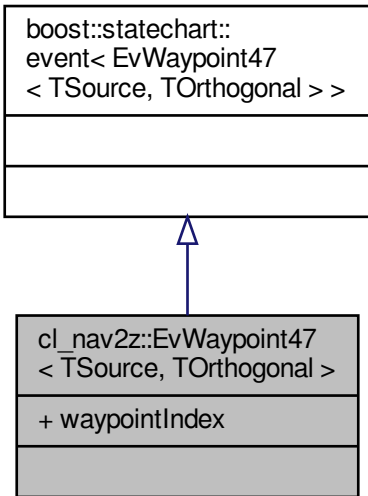 boost::statechart::
event< EvWaypoint47
< TSource, TOrthogonal > >
cl_nav2z::EvWaypoint47
< TSource, TOrthogonal >
+ waypointIndex